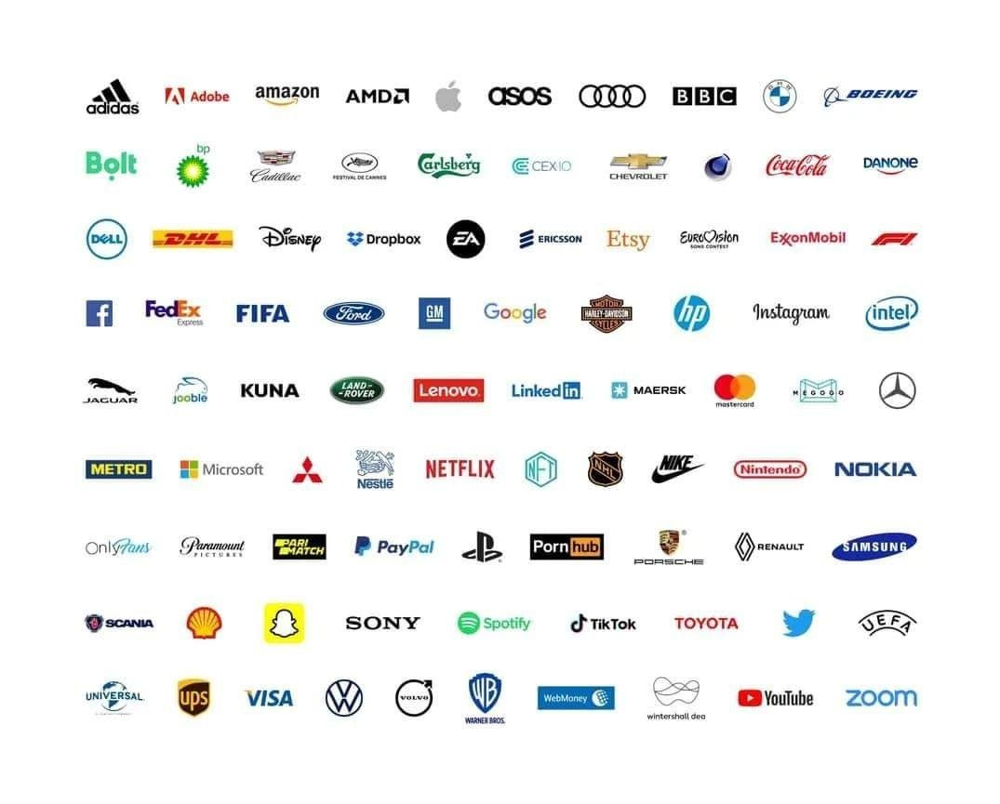 adidas Adobe amazon AMD asos BBC BMW BOEING
Bolt bp Cadillac FESTIVAL DE CANNES Carlsberg CEX.IO CHEVROLET Coca-Cola DANONE
DELL DHL Disney Dropbox EA ERICSSON Etsy EUROVISION SONG CONTEST ExxonMobil F1
f FedEx Express FIFA Ford GM Google MOTOR HARLEY-DAVIDSON CYCLES hp Instagram intel
JAGUAR jooble KUNA LAND-ROVER Lenovo LinkedIn MAERSK mastercard MEGOGO
METRO Microsoft Nestlé NETFLIX NFT NHL NIKE Nintendo NOKIA
OnlyFans Paramount PICTURES PARI MATCH PayPal Pornhub PORSCHE RENAULT SAMSUNG
SCANIA SONY Spotify TikTok TOYOTA UEFA
UNIVERSAL ups VISA VW VOLVO WB WARNER BROS. WebMoney wintershall dea YouTube zoom